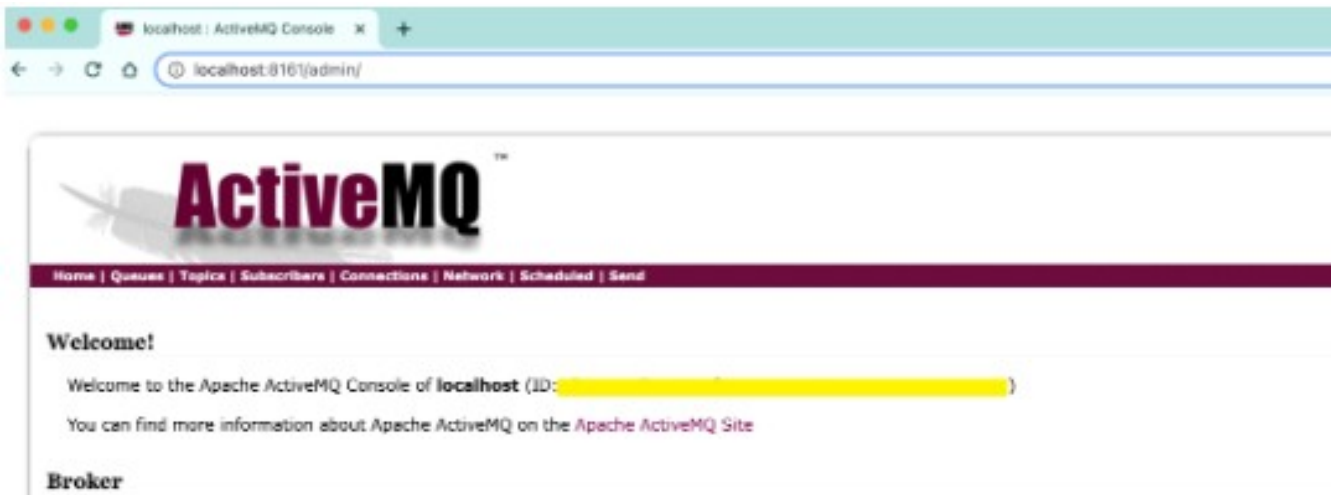 localhost : ActiveMQ Console
localhost:8161/admin/
ActiveMQ ™
Home | Queues | Topics | Subscribers | Connections | Network | Scheduled | Send
Welcome!
Welcome to the Apache ActiveMQ Console of localhost (ID: )
You can find more information about Apache ActiveMQ on the Apache ActiveMQ Site
Broker